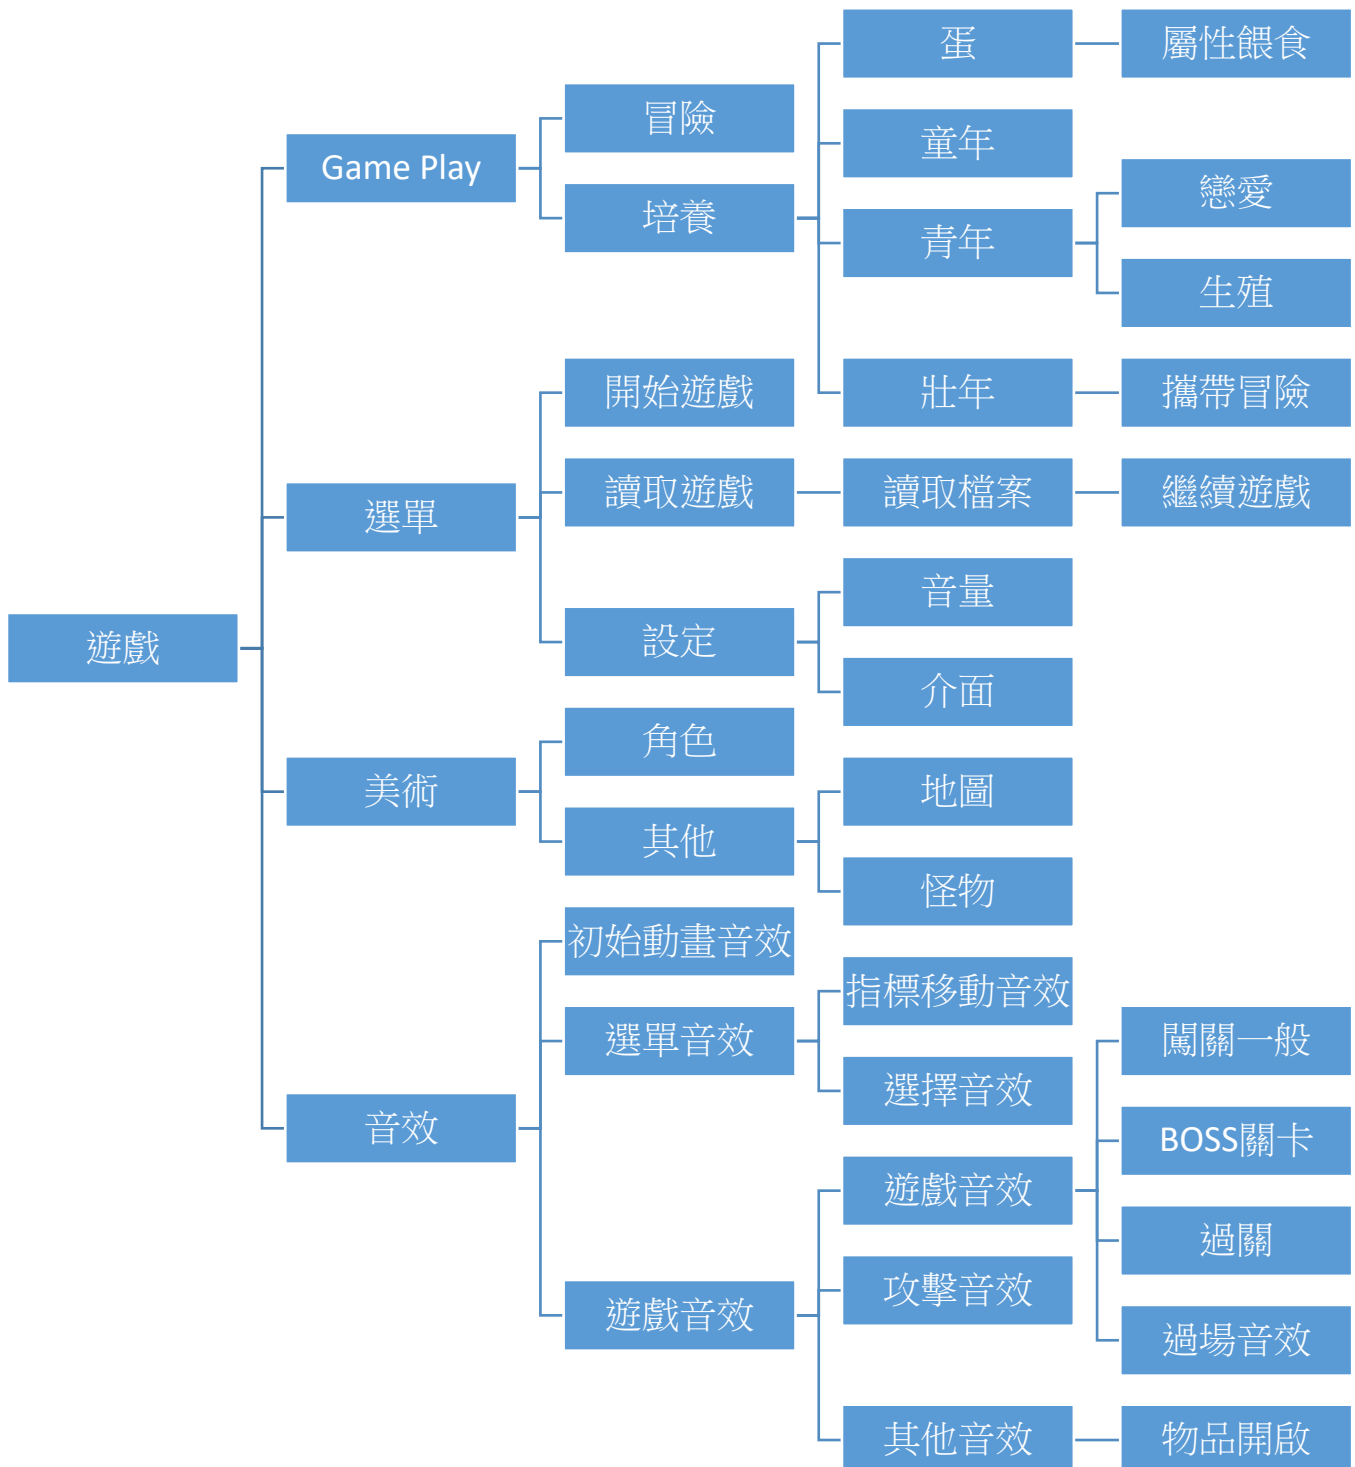 遊戲
Game Play
冒險
培養
蛋
屬性餵食
童年
青年
戀愛
生殖
壯年
攜帶冒險
選單
開始遊戲
讀取遊戲
讀取檔案
繼續遊戲
設定
音量
介面
美術
角色
其他
地圖
怪物
音效
初始動畫音效
選單音效
指標移動音效
選擇音效
遊戲音效
遊戲音效
闖關一般
BOSS關卡
過關
過場音效
攻擊音效
其他音效
物品開啟